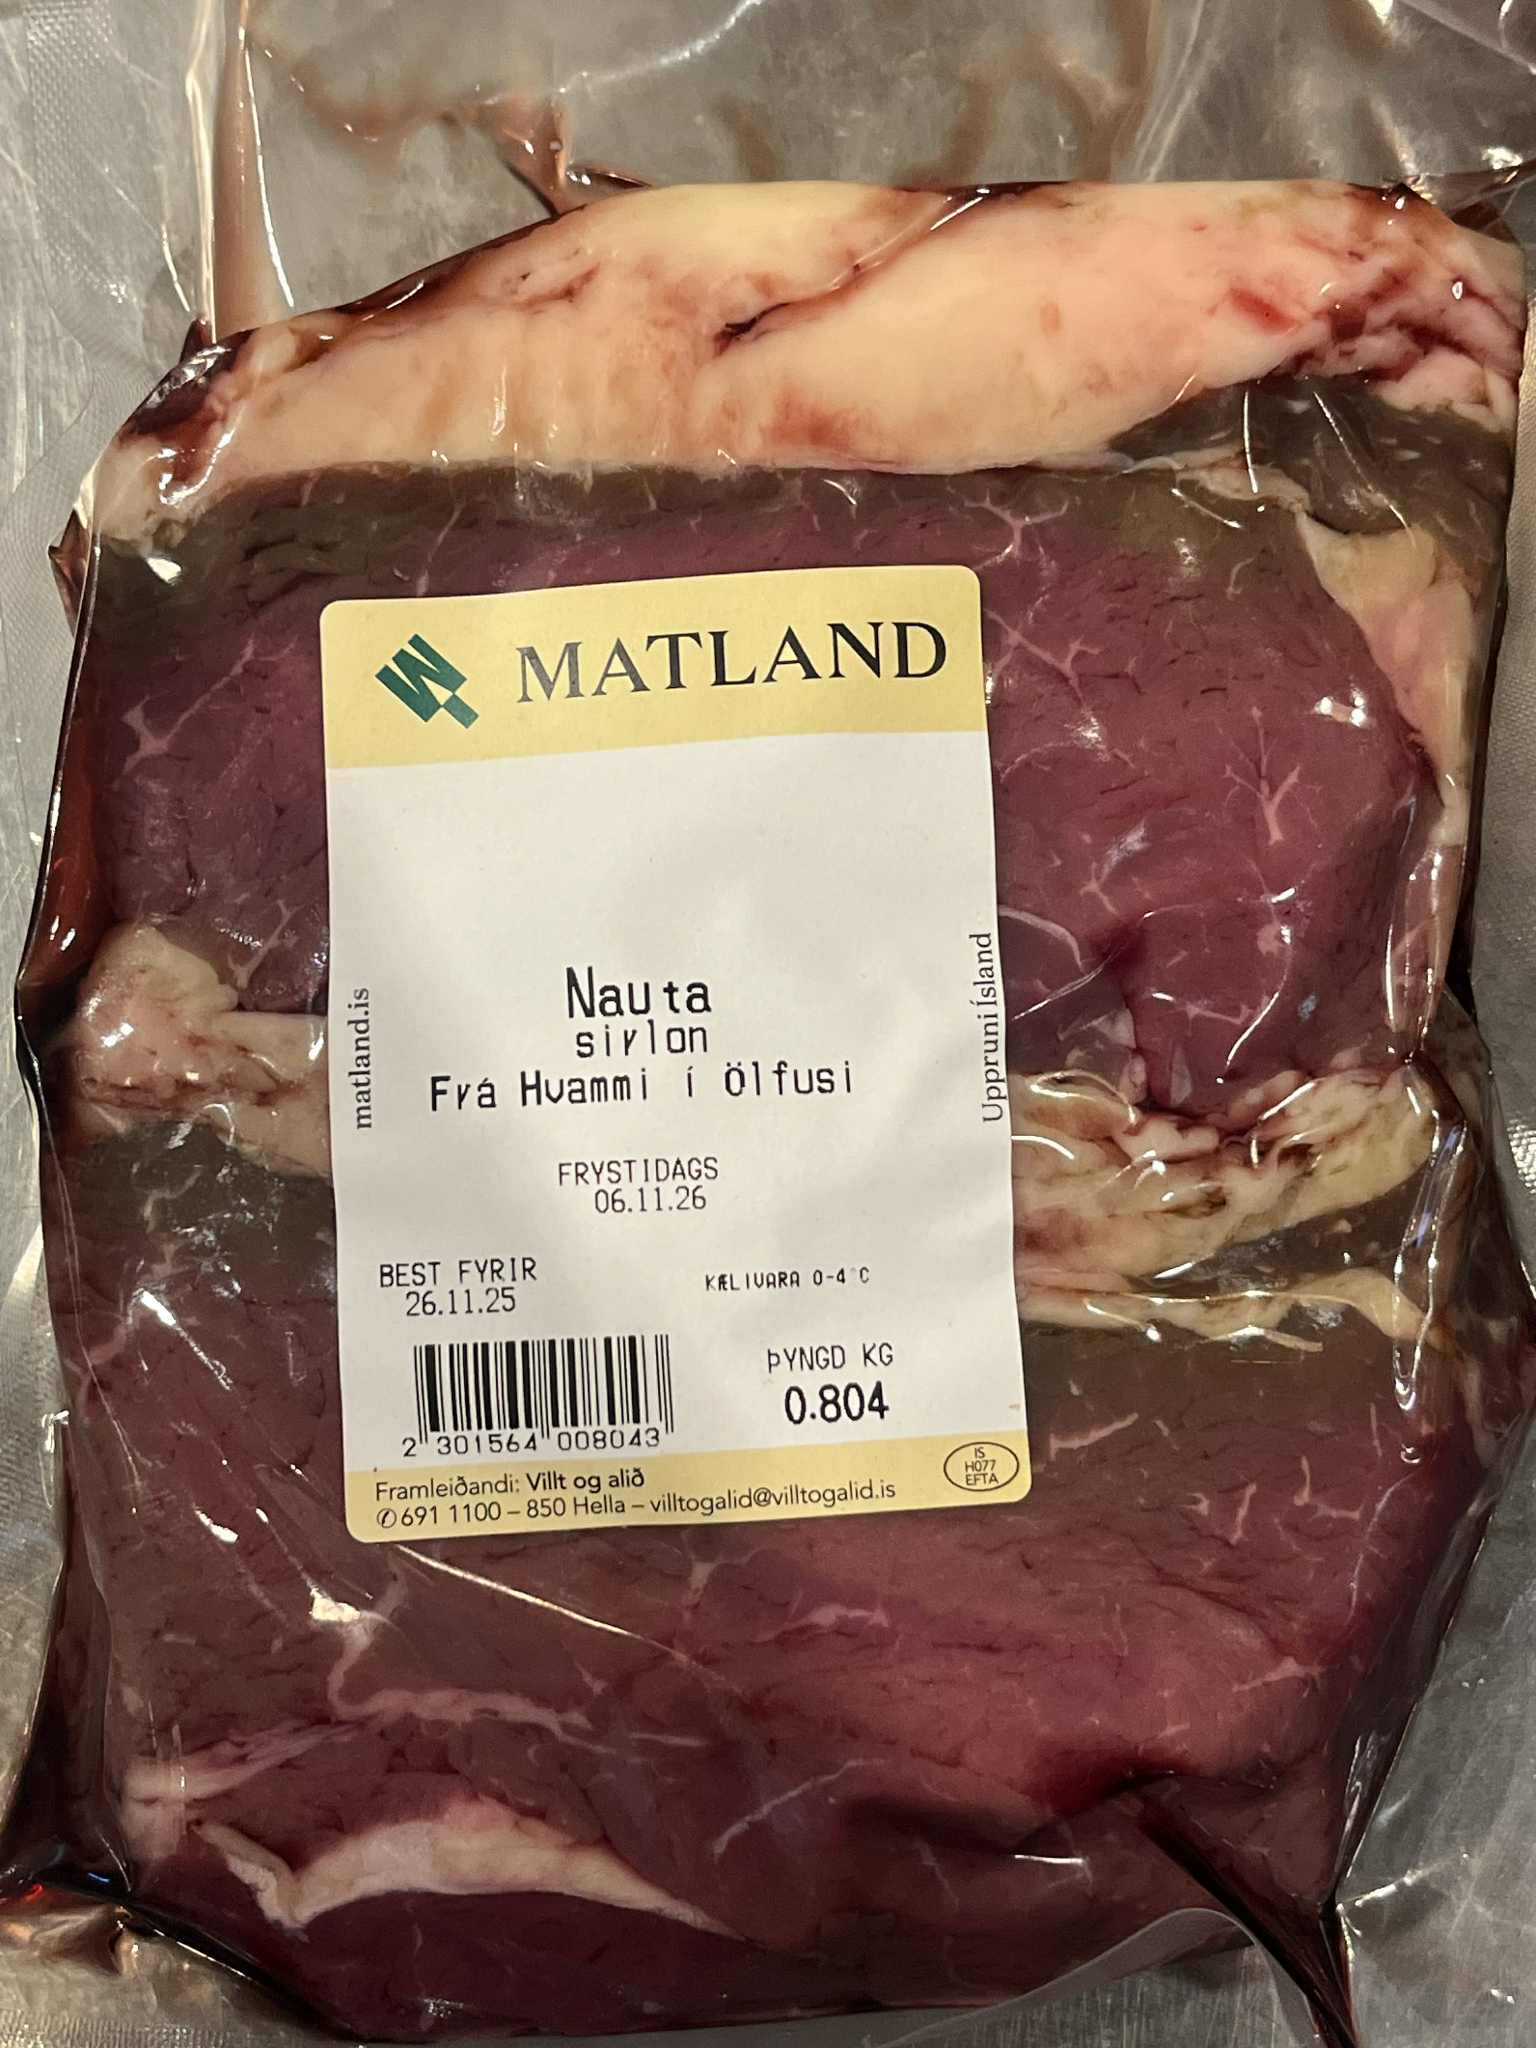 MATLAND
matland.is
Uppruni Ísland
Nauta
sirlon
Frá Hvammi í Ölfusi
FRYSTIDAGS
06.11.26
BEST FYRIR
26.11.25
KÆLIVARA 0-4°C
ÞYNGD KG
0.804
2 301564 008043
Framleiðandi: Villt og alið
✆691 1100 – 850 Hella – villtogalid@villtogalid.is
IS
H077
EFTA